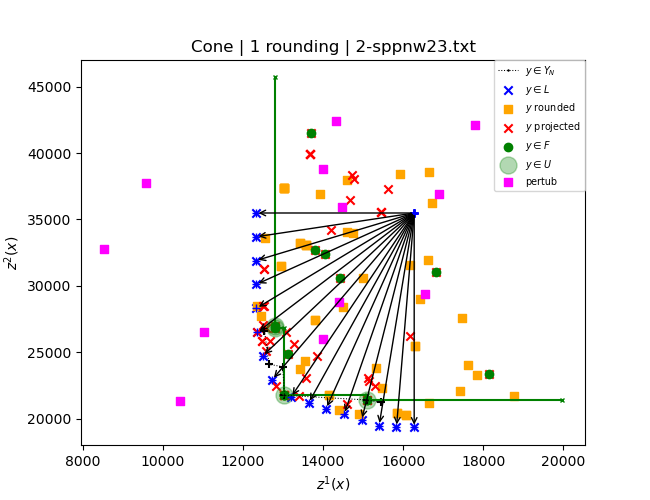 Cone | 1 rounding | 2-sppnw23.txt
z²(x)
45000
40000
35000
30000
25000
20000
8000 10000 12000 14000 16000 18000 20000
z¹(x)
y ∈ Y_N
y ∈ L
y rounded
y projected
y ∈ F
y ∈ U
pertub